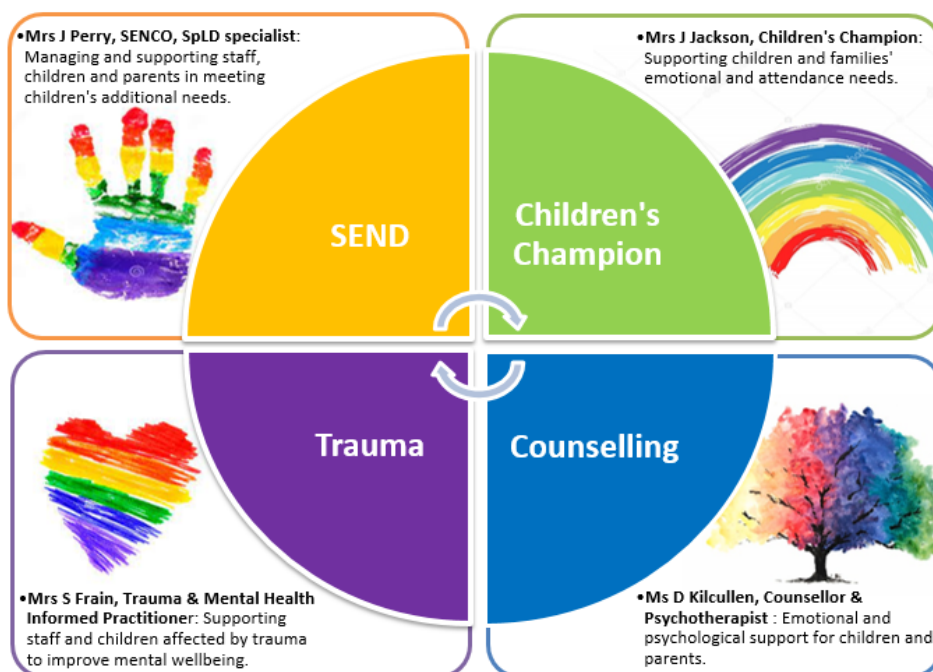 •Mrs J Perry, SENCO, SpLD specialist:
Managing and supporting staff,
children and parents in meeting
children's additional needs.
•Mrs J Jackson, Children's Champion:
Supporting children and families'
emotional and attendance needs.
SEND
Children's
Champion
Trauma
Counselling
•Mrs S Frain, Trauma & Mental Health
Informed Practitioner: Supporting
staff and children affected by trauma
to improve mental wellbeing.
•Ms D Kilcullen, Counsellor &
Psychotherapist : Emotional and
psychological support for children and
parents.